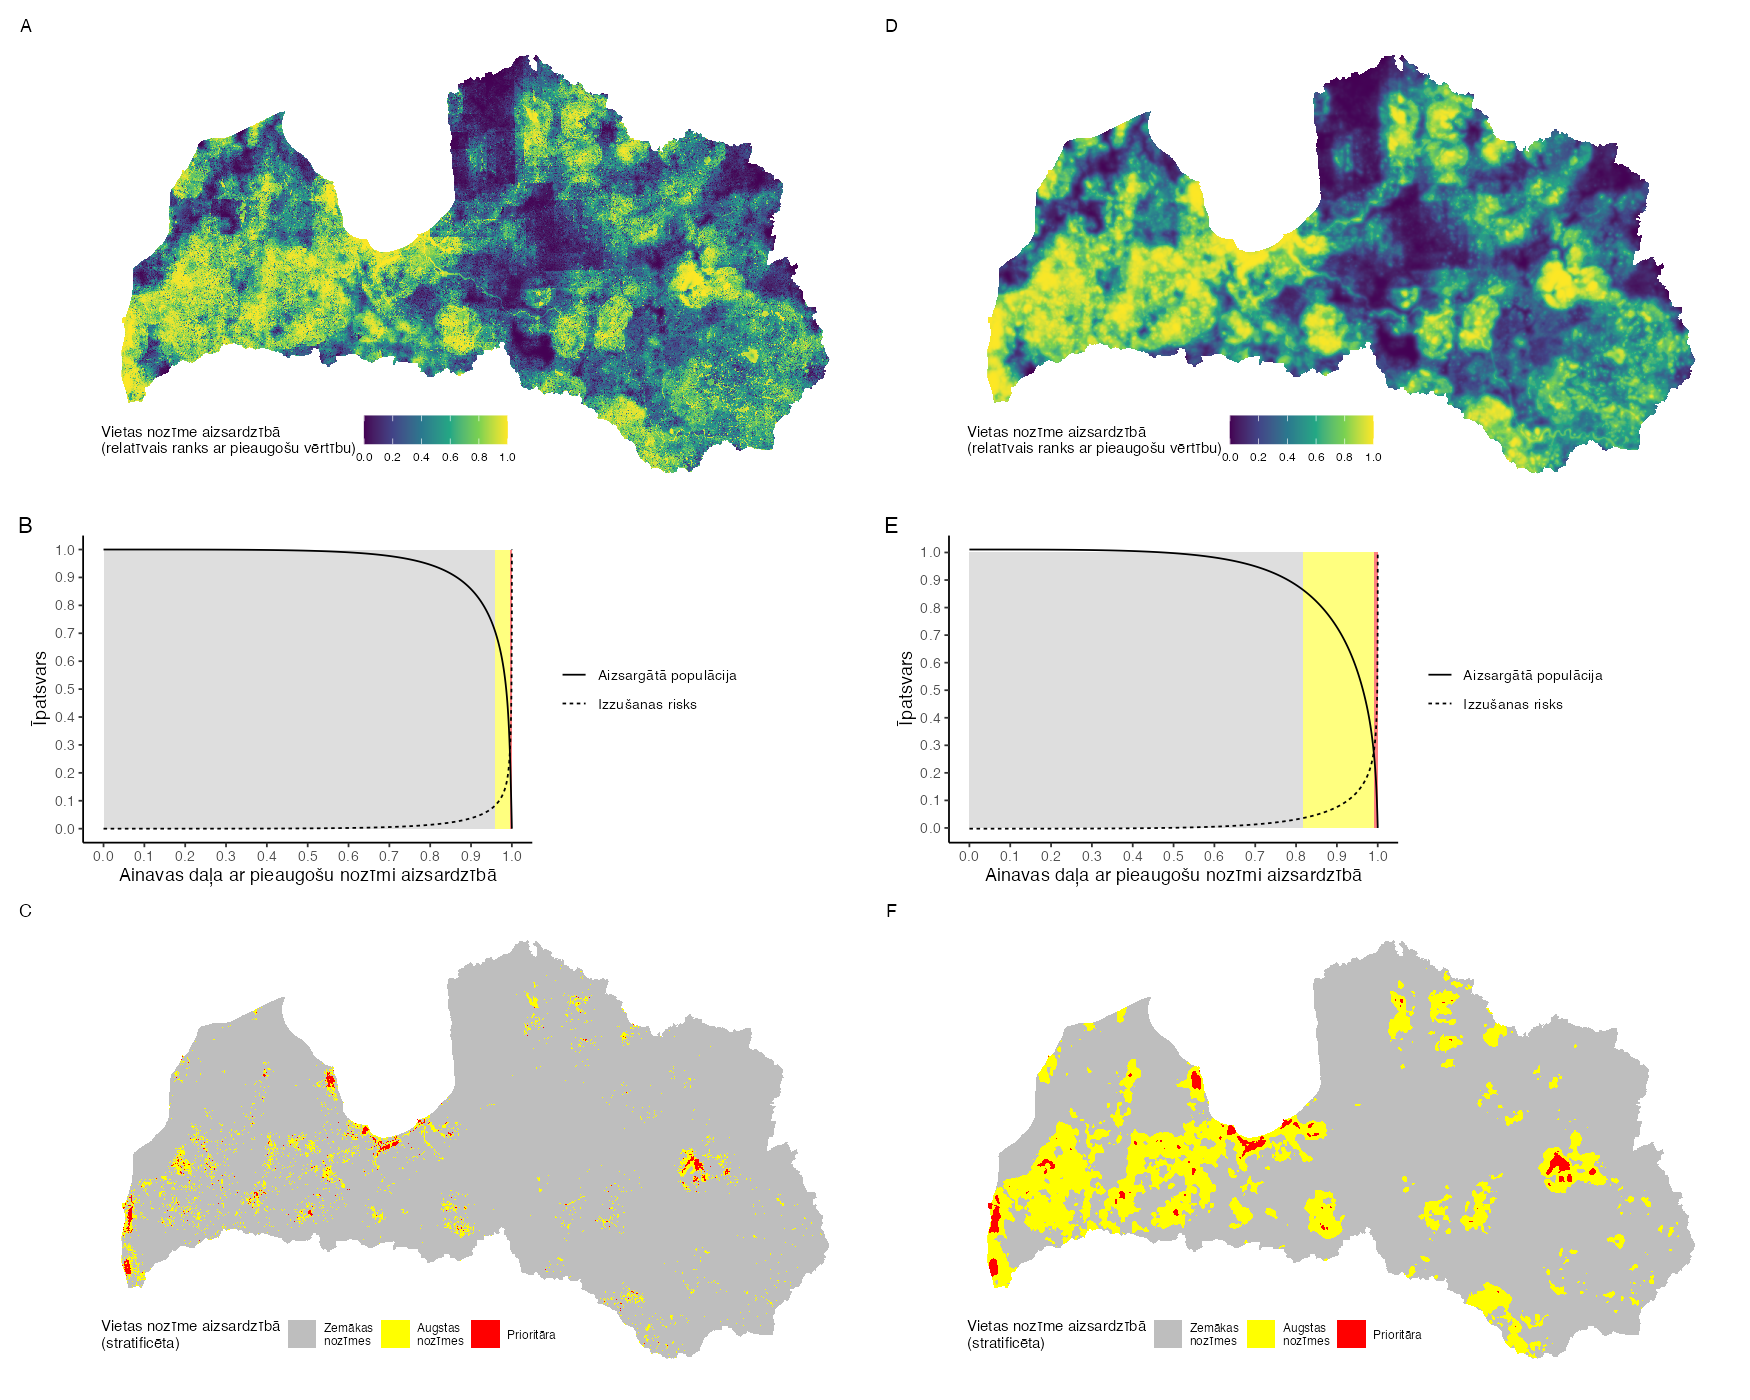 A
Vietas nozīme aizsardzībā
(relatīvais ranks ar pieaugošu vērtību)
0.0 0.2 0.4 0.6 0.8 1.0
D
Vietas nozīme aizsardzībā
(relatīvais ranks ar pieaugošu vērtību)
0.0 0.2 0.4 0.6 0.8 1.0
B
Īpatsvars
1.0
0.9
0.8
0.7
0.6
0.5
0.4
0.3
0.2
0.1
0.0
0.0 0.1 0.2 0.3 0.4 0.5 0.6 0.7 0.8 0.9 1.0
Ainavas daļa ar pieaugošu nozīmi aizsardzībā
Aizsargātā populācija
Izzušanas risks
E
Īpatsvars
1.0
0.9
0.8
0.7
0.6
0.5
0.4
0.3
0.2
0.1
0.0
0.0 0.1 0.2 0.3 0.4 0.5 0.6 0.7 0.8 0.9 1.0
Ainavas daļa ar pieaugošu nozīmi aizsardzībā
Aizsargātā populācija
Izzušanas risks
C
Vietas nozīme aizsardzībā
(stratificēta)
Zemākas
nozīmes
Augstas
nozīmes
Prioritāra
F
Vietas nozīme aizsardzībā
(stratificēta)
Zemākas
nozīmes
Augstas
nozīmes
Prioritāra